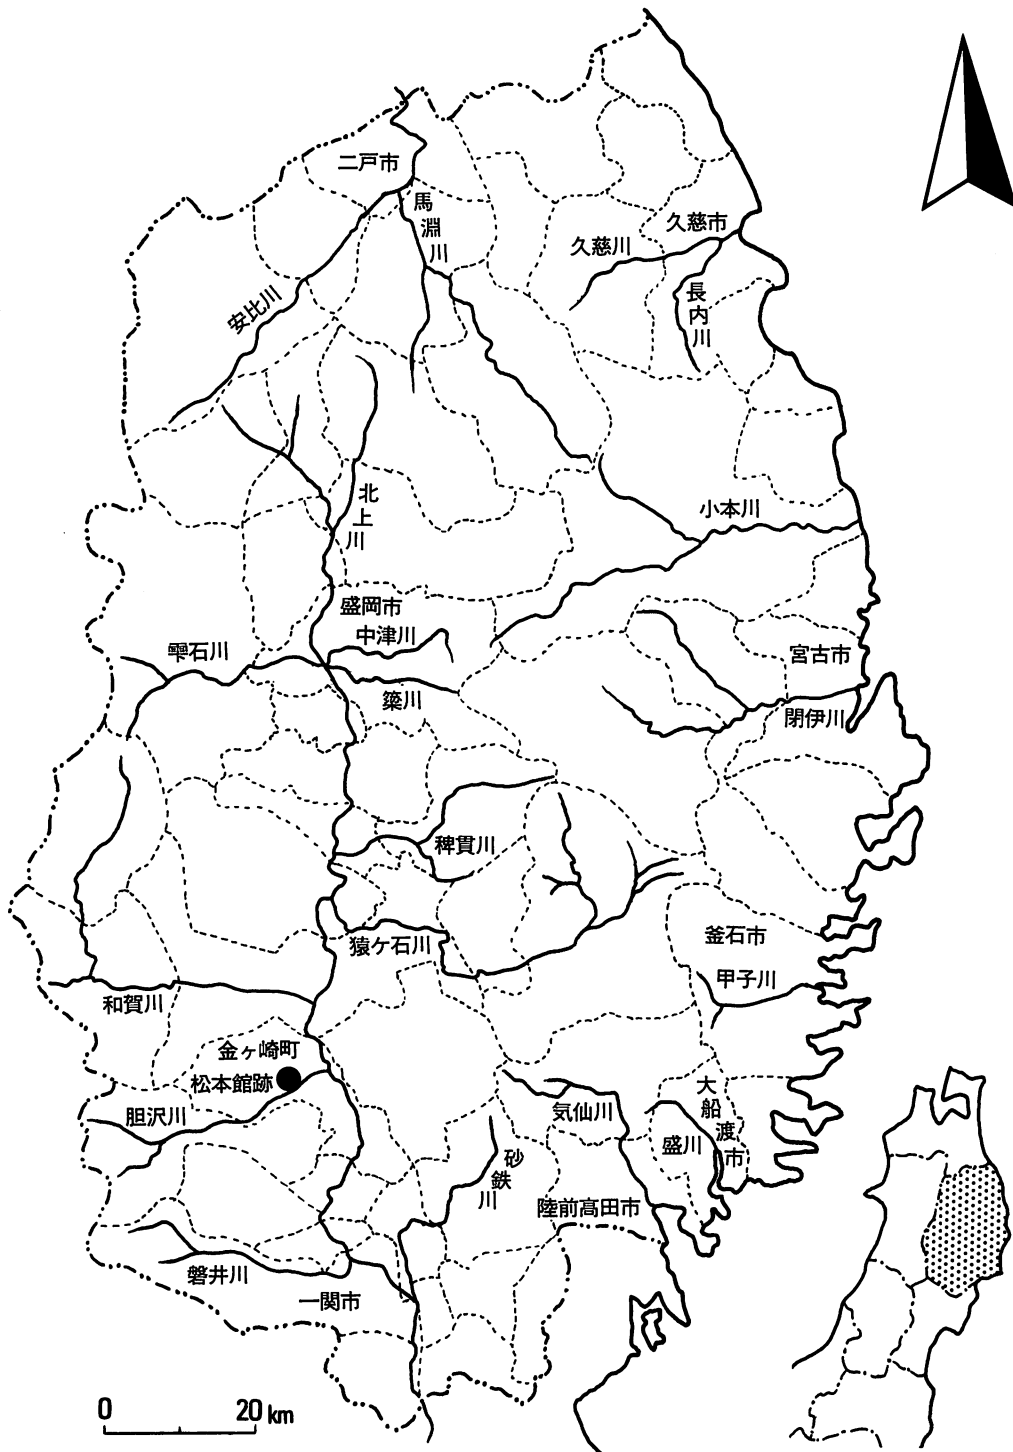 二戸市
馬淵川
久慈市
久慈川
長内川
安比川
北上川
小本川
盛岡市
中津川
雫石川
宮古市
簗川
閉伊川
稗貫川
猿ケ石川
釜石市
甲子川
和賀川
金ヶ崎町
松本館跡
胆沢川
気仙川
大船渡市
盛川
砂鉄川
陸前高田市
磐井川
一関市
0 20km